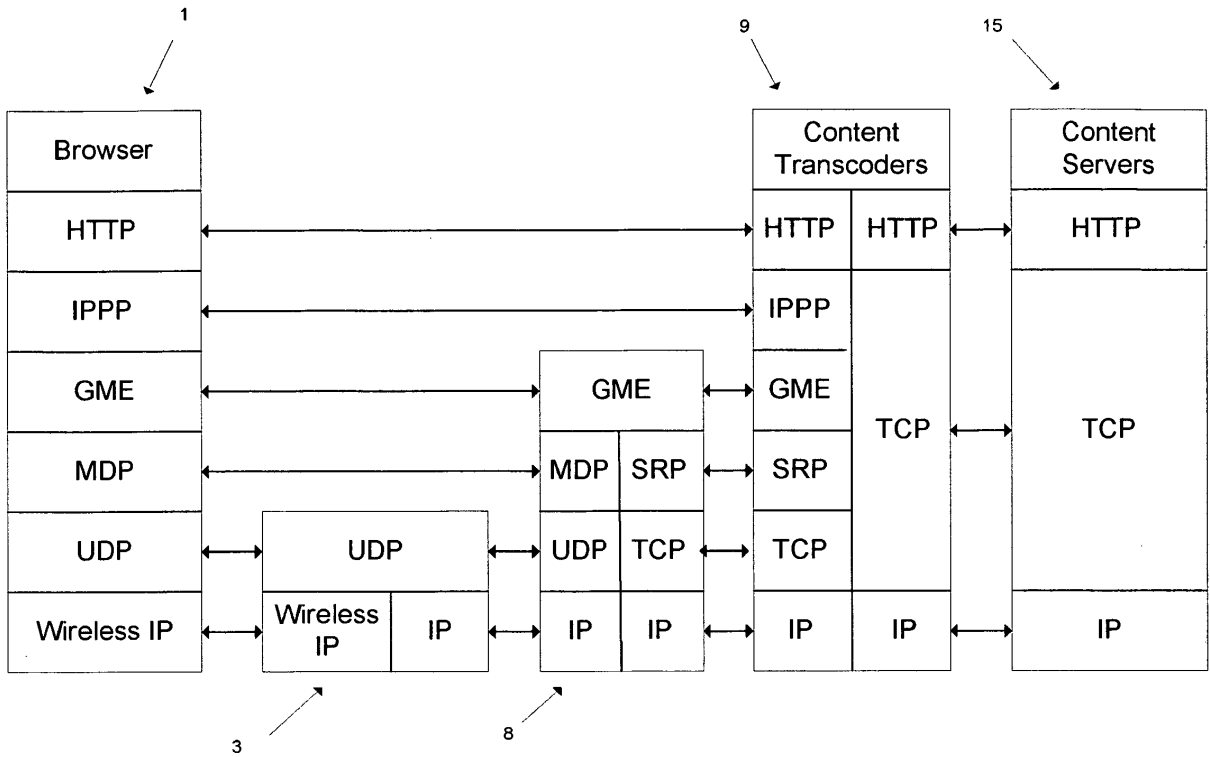 1
9
15
Browser
Content
Transcoders
Content
Servers
HTTP
HTTP
HTTP
HTTP
IPPP
IPPP
GME
GME
GME
TCP
TCP
MDP
MDP
SRP
SRP
UDP
UDP
UDP
TCP
TCP
Wireless IP
Wireless
IP
IP
IP
IP
IP
IP
IP
3
8